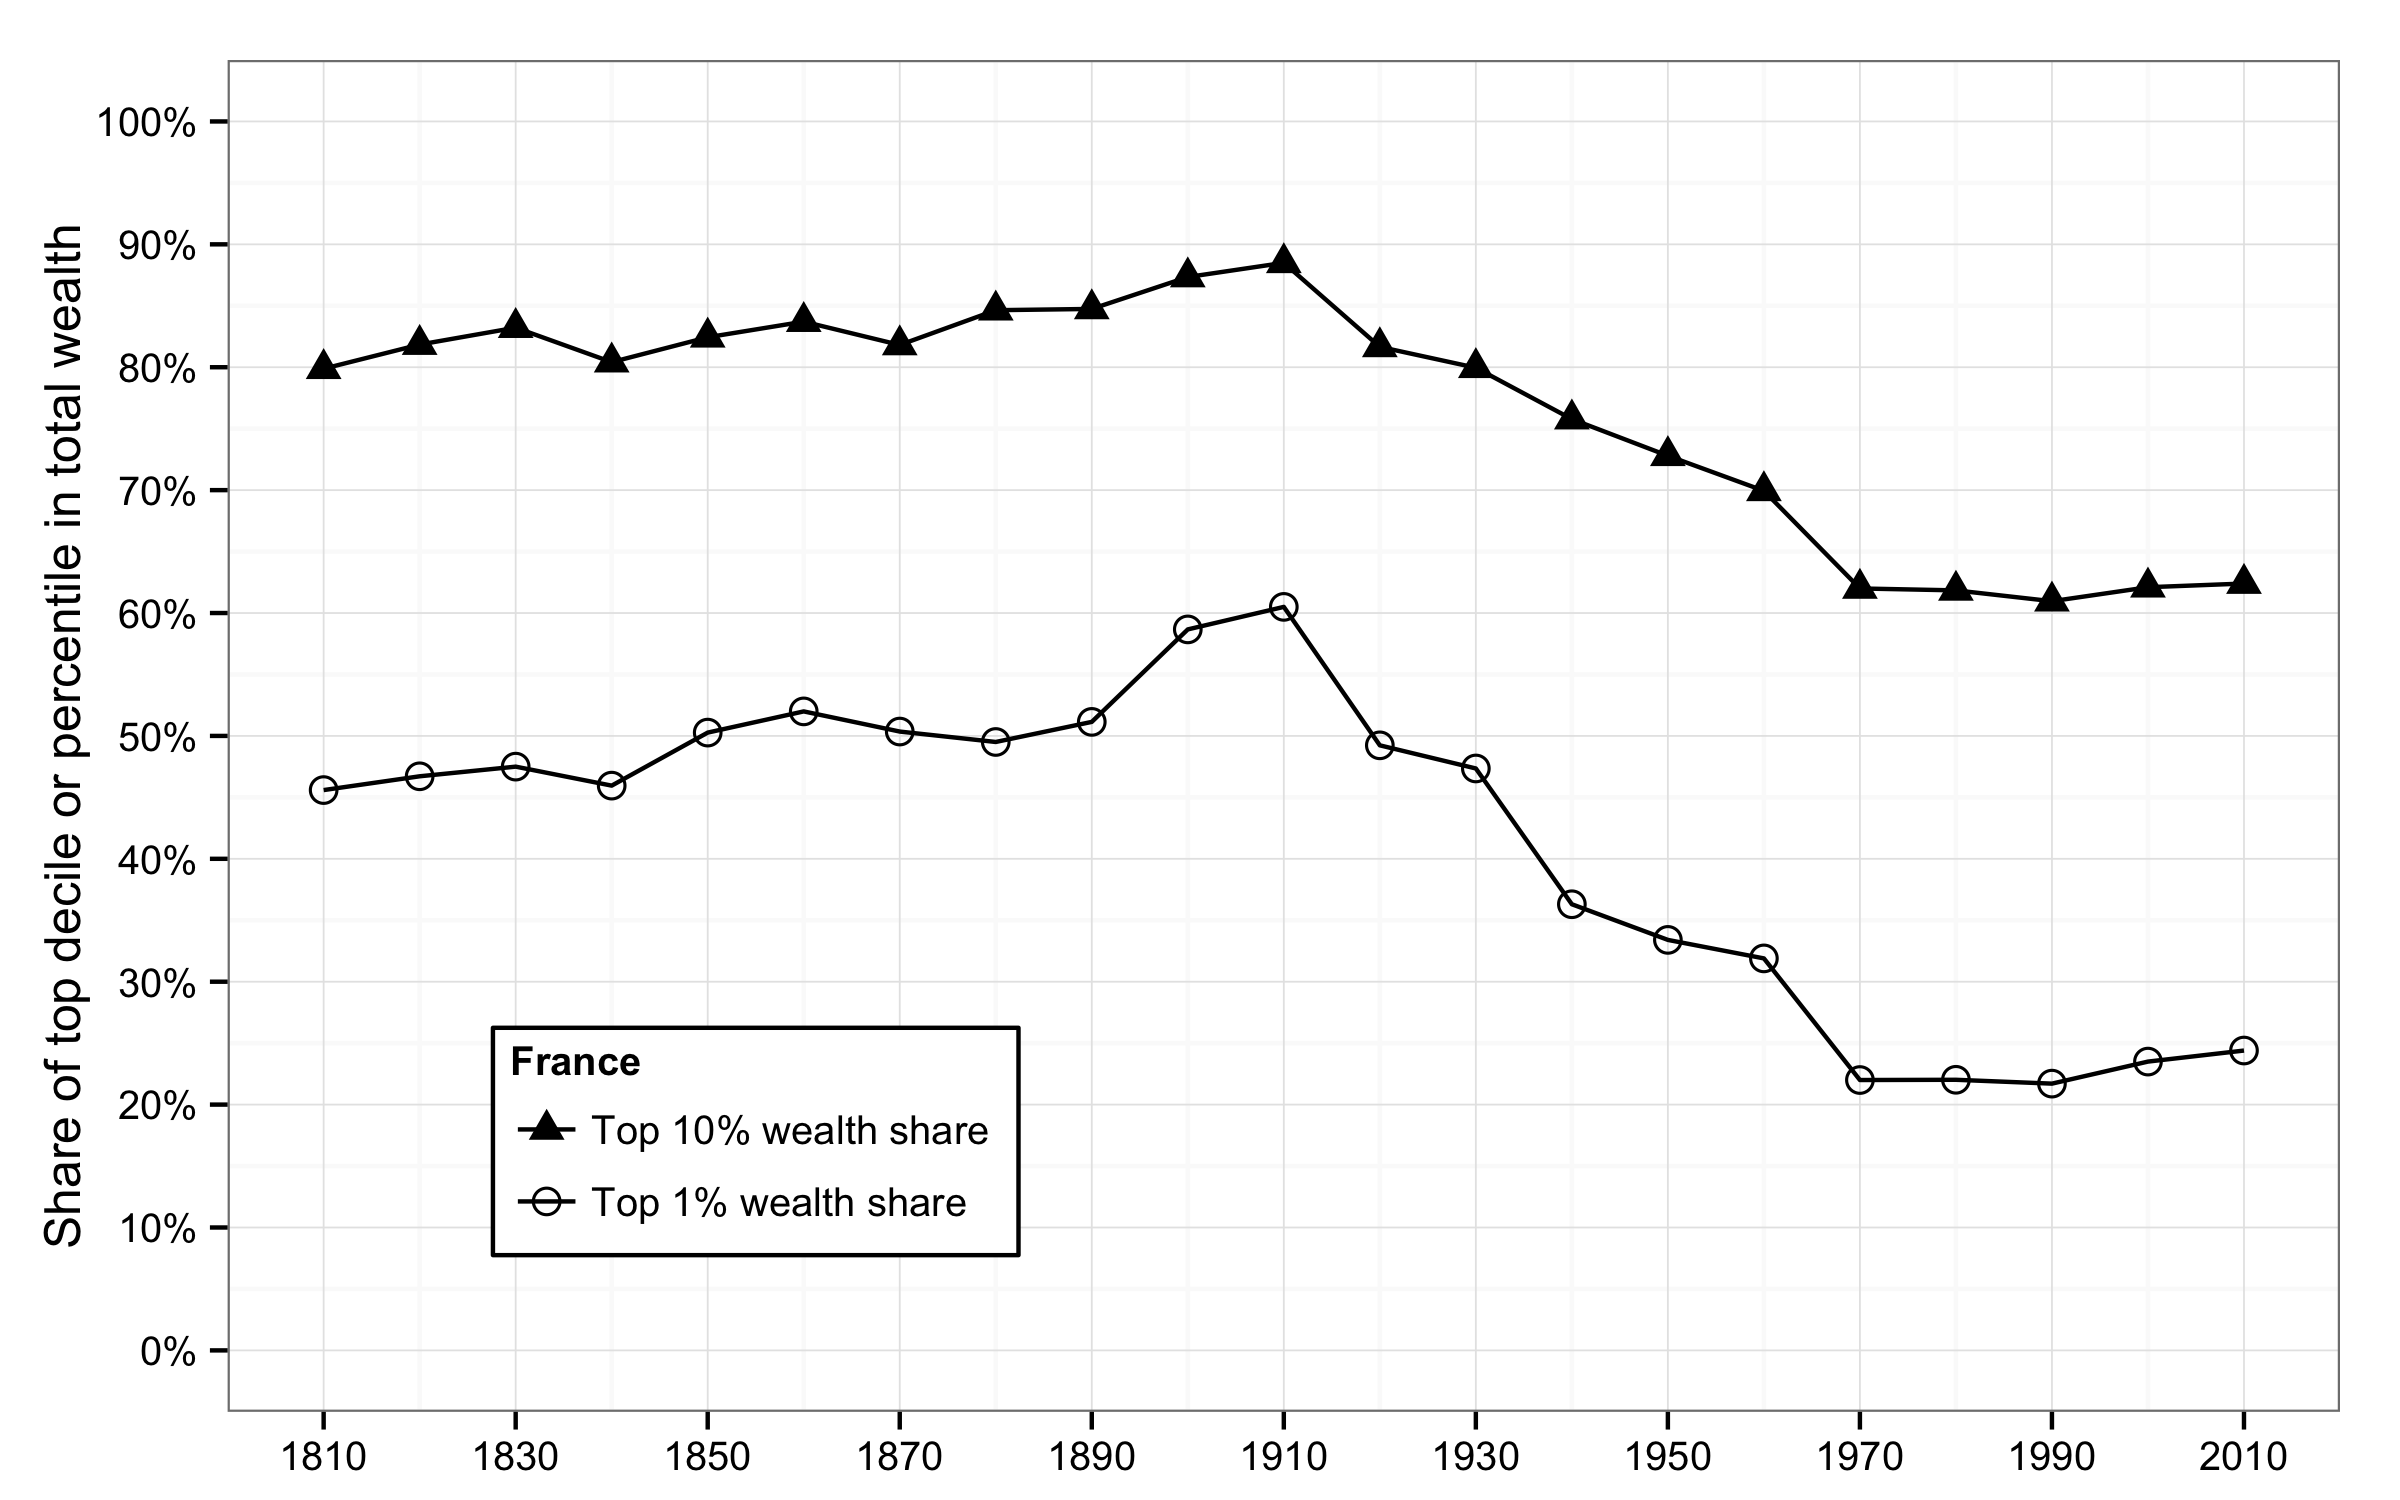 Share of top decile or percentile in total wealth
100%
90%
80%
70%
60%
50%
40%
30%
20%
10%
0%
France
Top 10% wealth share
Top 1% wealth share
1810 1830 1850 1870 1890 1910 1930 1950 1970 1990 2010